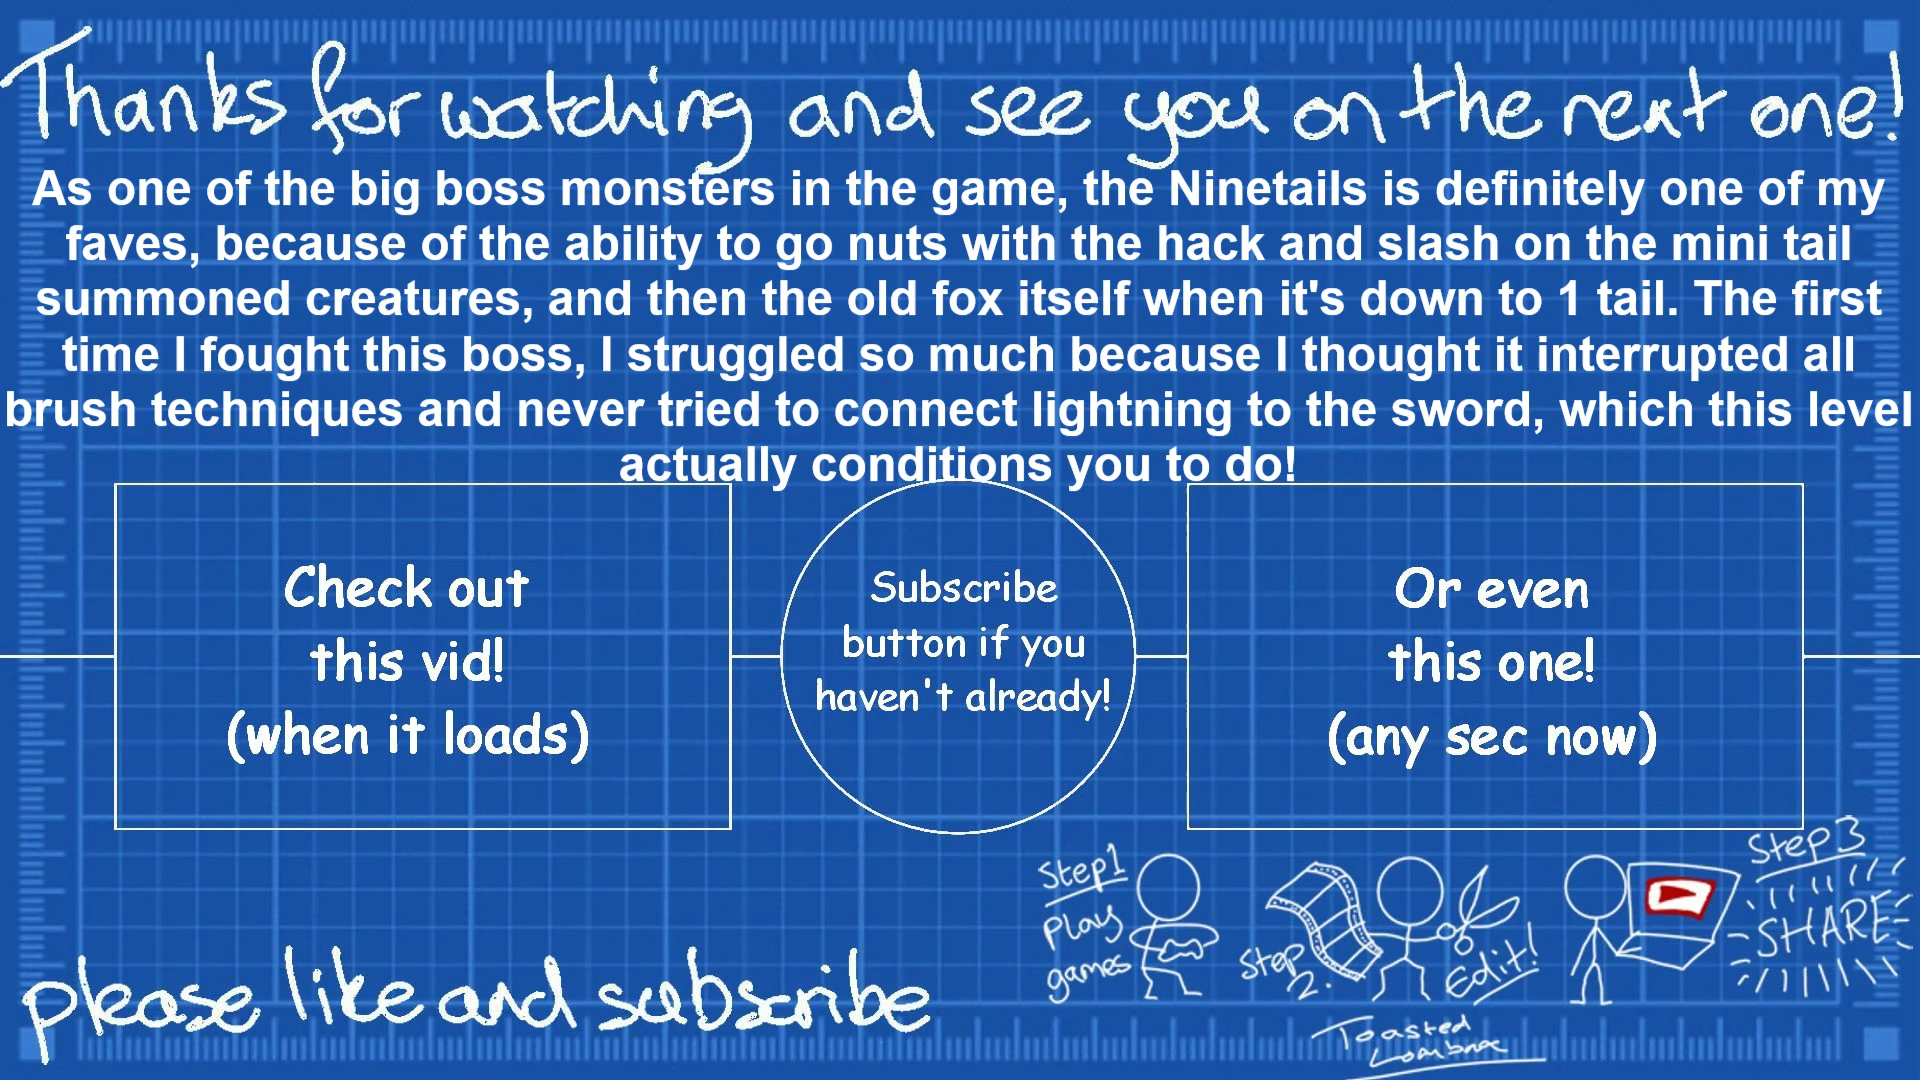 Thanks for watching and see you on the next one!
As one of the big boss monsters in the game, the Ninetails is definitely one of my
faves, because of the ability to go nuts with the hack and slash on the mini tail
summoned creatures, and then the old fox itself when it's down to 1 tail. The first
time I fought this boss, I struggled so much because I thought it interrupted all
brush techniques and never tried to connect lightning to the sword, which this level
actually conditions you to do!
Check out
this vid!
(when it loads)
Subscribe
button if you
haven't already!
Or even
this one!
(any sec now)
Step1
plays
games
Step
2.
Edit!
Step3
SHARE
please like and subscribe
Toasted